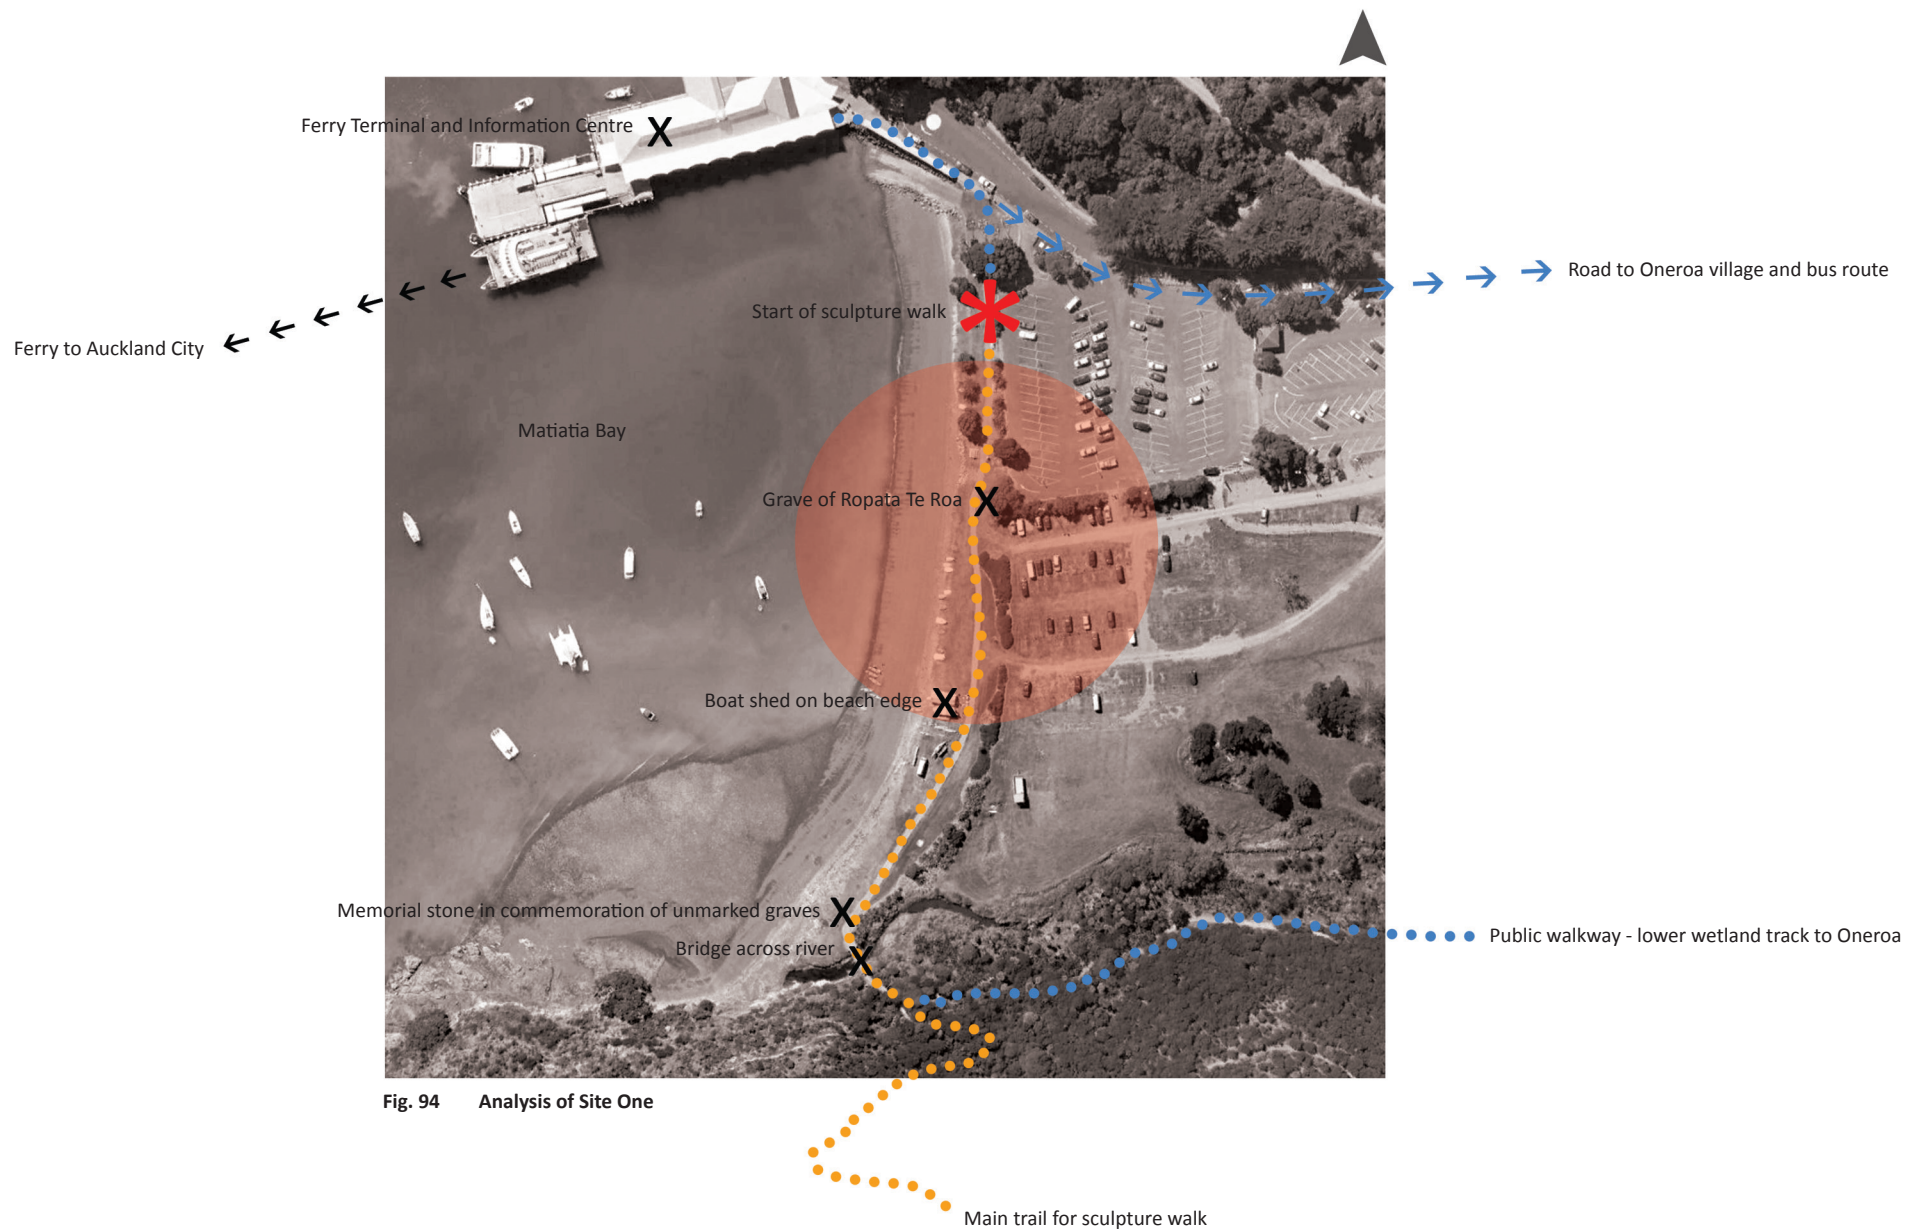 Ferry Terminal and Information Centre
Road to Oneroa village and bus route
Start of sculpture walk
Ferry to Auckland City
Matiatia Bay
Grave of Ropata Te Roa
Boat shed on beach edge
Memorial stone in commemoration of unmarked graves
Public walkway - lower wetland track to Oneroa
Bridge across river
Fig. 94 Analysis of Site One
Main trail for sculpture walk